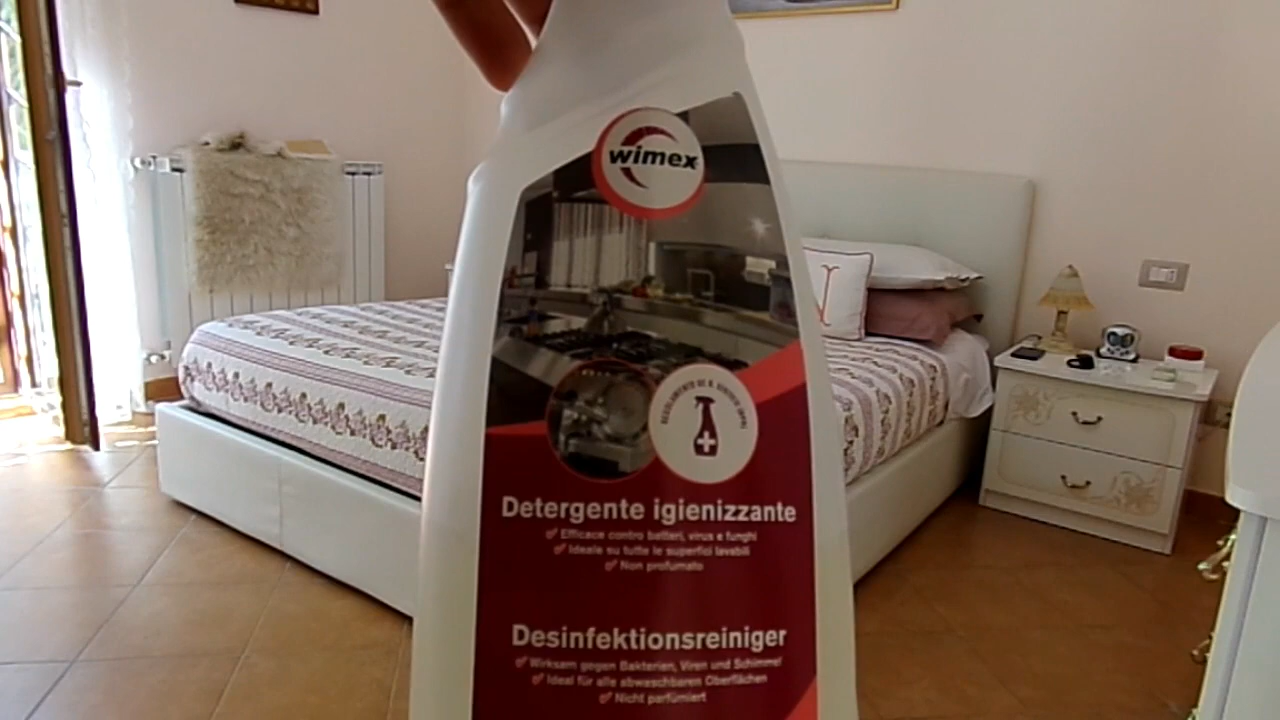 wimex
Detergente igienizzante
Efficace contro batteri, virus e funghi
Ideale su tutte le superfici lavabili
Non profumato
Desinfektionsreiniger
Wirksam gegen Bakterien, Viren und Schimmel
Ideal für alle abwaschbaren Oberflächen
Nicht parfümiert